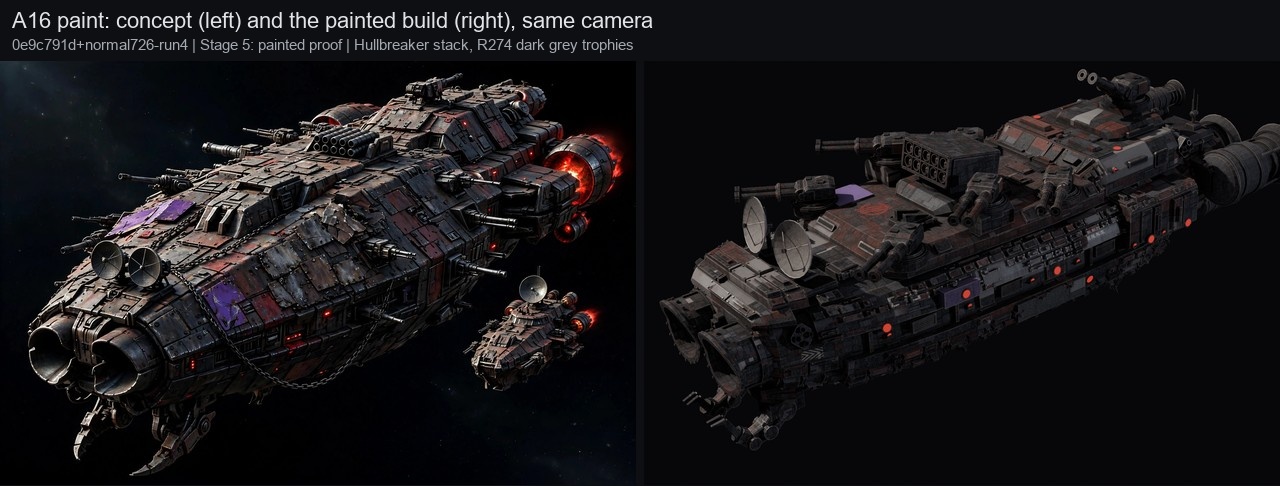 A16 paint: concept (left) and the painted build (right), same camera
0e9c791d+normal726-run4 | Stage 5: painted proof | Hullbreaker stack, R274 dark grey trophies